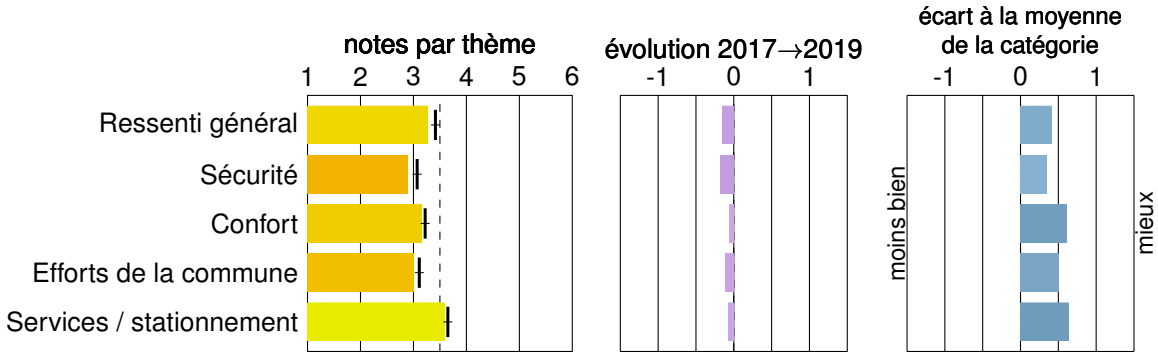 notes par thème
1 2 3 4 5 6
évolution 2017→2019
-1 0 1
écart à la moyenne
de la catégorie
-1 0 1
Ressenti général
Sécurité
Confort
Efforts de la commune
Services / stationnement
moins bien
mieux